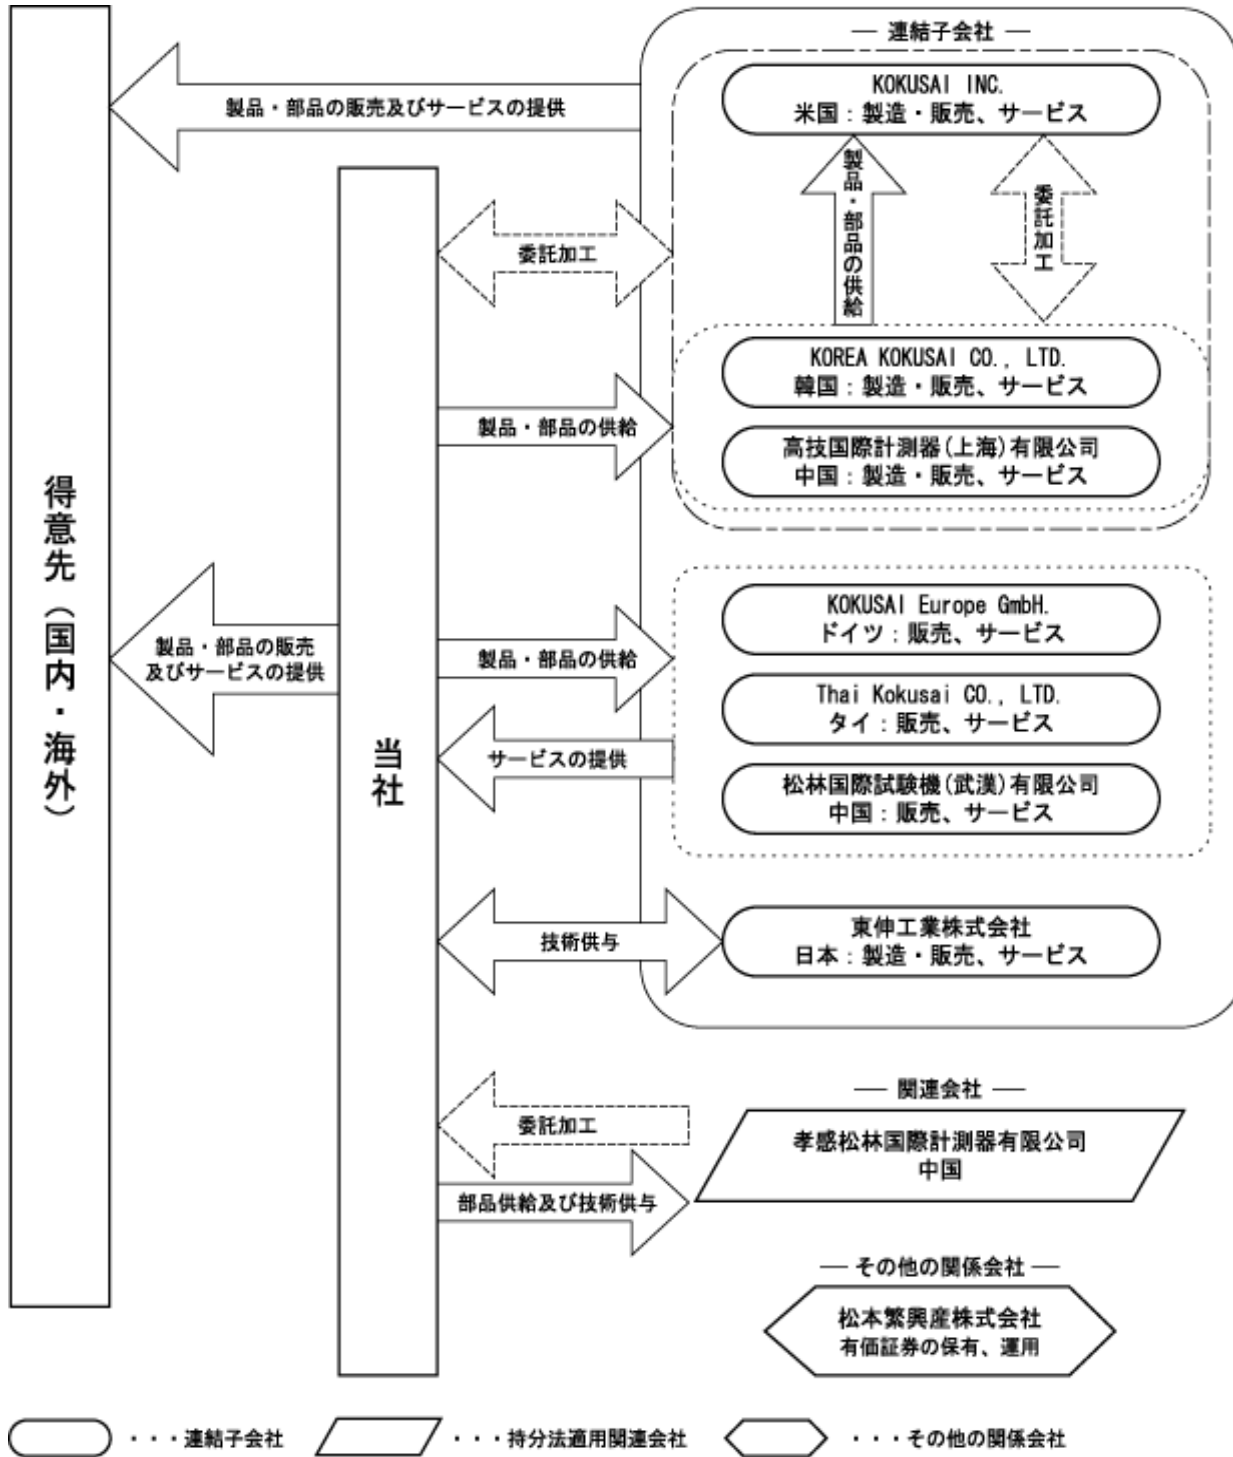 ― 連結子会社 ―
KOKUSAI INC.
米国：製造・販売、サービス
製品・部品の販売及びサービスの提供
製品・部品の供給
委託加工
委託加工
KOREA KOKUSAI CO., LTD.
韓国：製造・販売、サービス
製品・部品の供給
高技国際計測器(上海)有限公司
中国：製造・販売、サービス
得意先（国内・海外）
当社
製品・部品の販売
及びサービスの提供
製品・部品の供給
サービスの提供
KOKUSAI Europe GmbH.
ドイツ：販売、サービス
Thai Kokusai CO., LTD.
タイ：販売、サービス
松林国際試験機(武漢)有限公司
中国：販売、サービス
技術供与
東伸工業株式会社
日本：製造・販売、サービス
― 関連会社 ―
委託加工
孝感松林国際計測器有限公司
中国
部品供給及び技術供与
― その他の関係会社 ―
松本繁興産株式会社
有価証券の保有、運用
・・・連結子会社
・・・持分法適用関連会社
・・・その他の関係会社